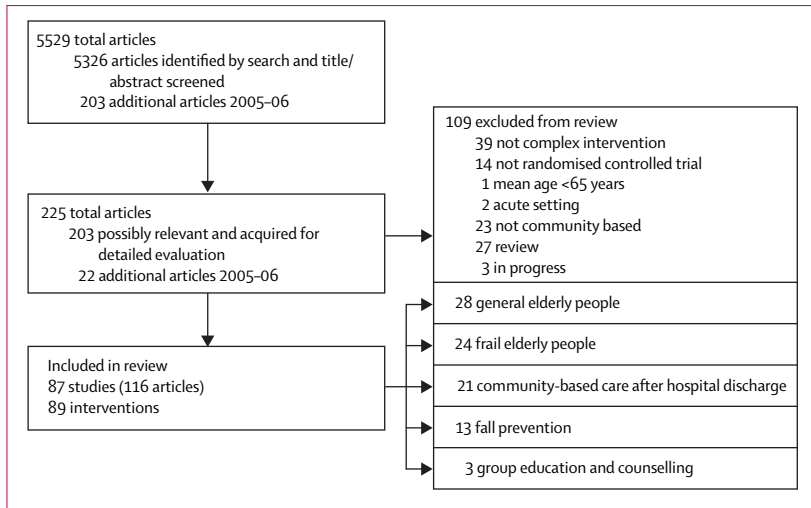 5529 total articles
5326 articles identified by search and title/
abstract screened
203 additional articles 2005–06
109 excluded from review
39 not complex intervention
14 not randomised controlled trial
1 mean age <65 years
2 acute setting
23 not community based
27 review
3 in progress
225 total articles
203 possibly relevant and acquired for
detailed evaluation
22 additional articles 2005–06
28 general elderly people
24 frail elderly people
21 community-based care after hospital discharge
13 fall prevention
3 group education and counselling
Included in review
87 studies (116 articles)
89 interventions